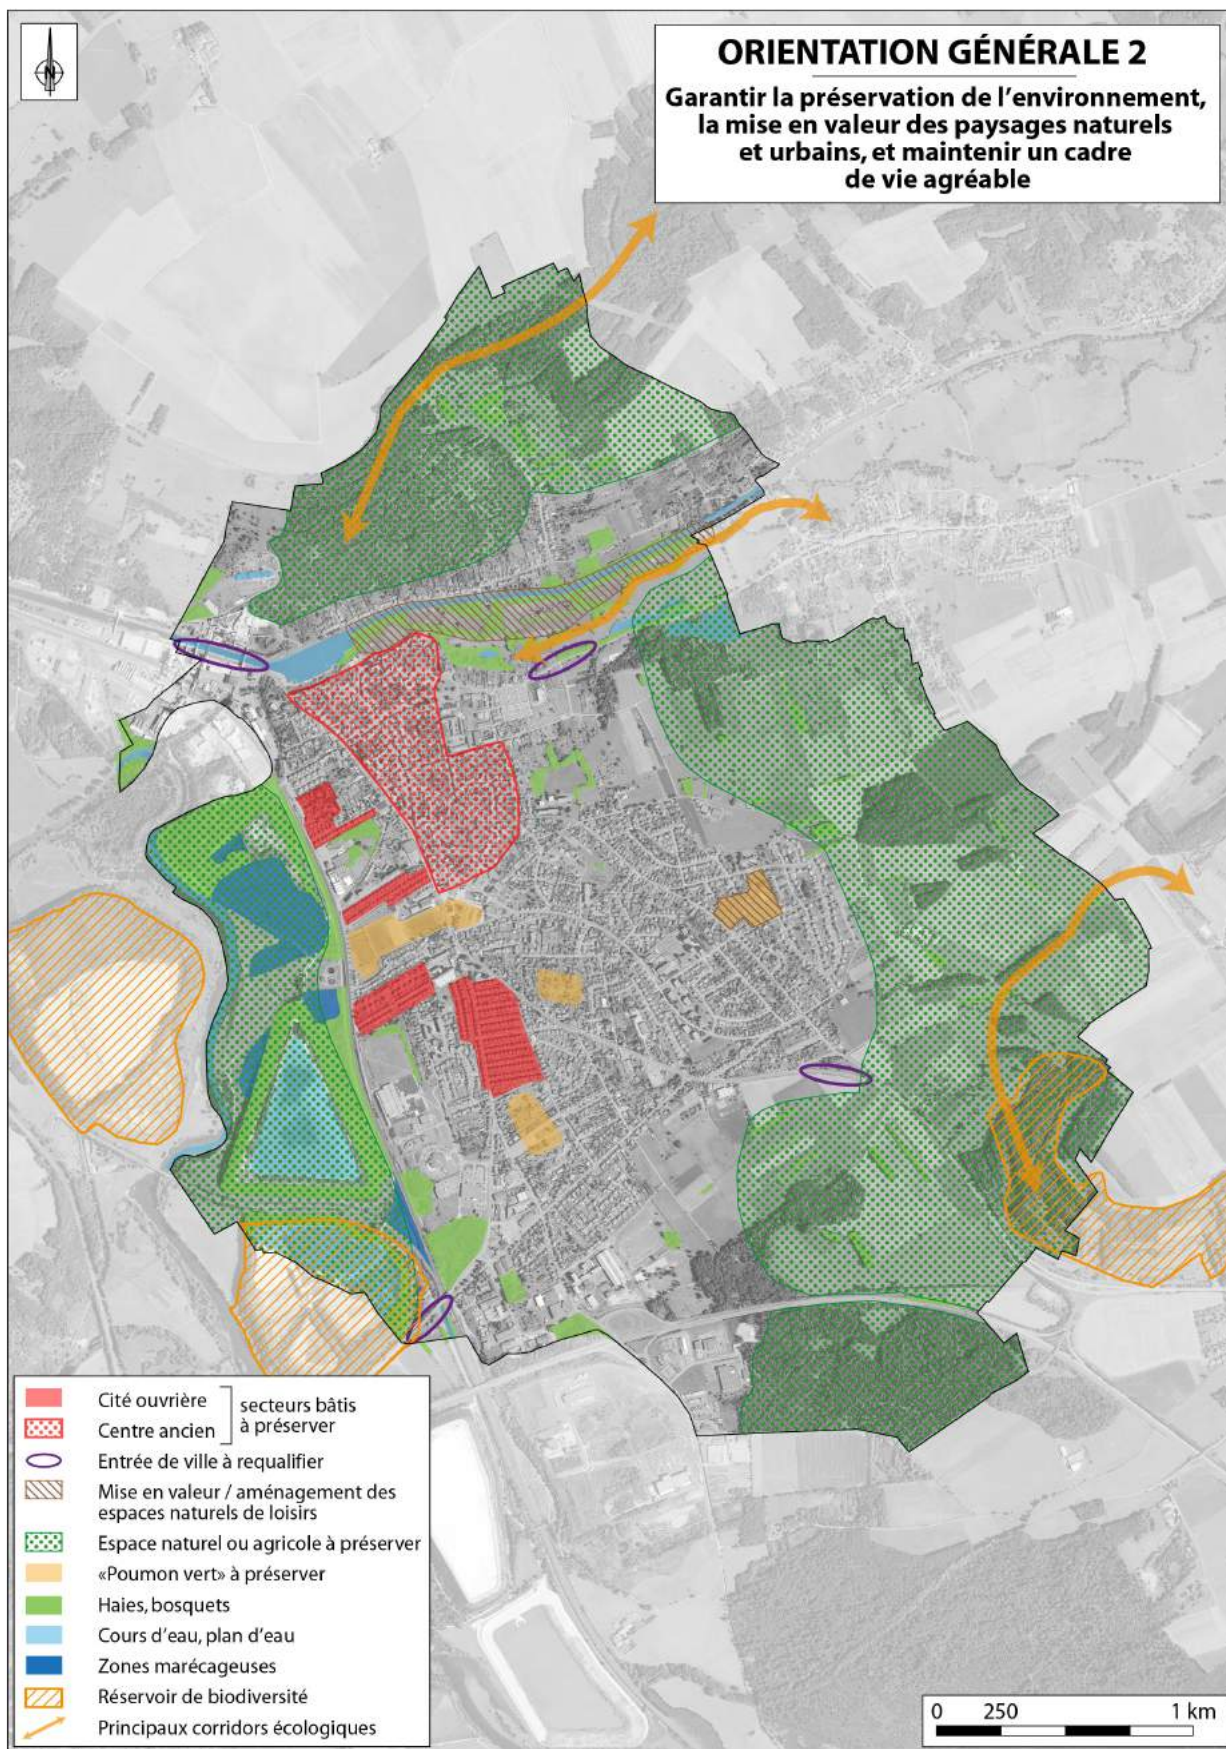 N
ORIENTATION GÉNÉRALE 2
Garantir la préservation de l'environnement,
la mise en valeur des paysages naturels
et urbains, et maintenir un cadre
de vie agréable
Cité ouvrière
Centre ancien
secteurs bâtis
à préserver
Entrée de ville à requalifier
Mise en valeur / aménagement des
espaces naturels de loisirs
Espace naturel ou agricole à préserver
«Poumon vert» à préserver
Haies, bosquets
Cours d'eau, plan d'eau
Zones marécageuses
Réservoir de biodiversité
Principaux corridors écologiques
0 250 1 km